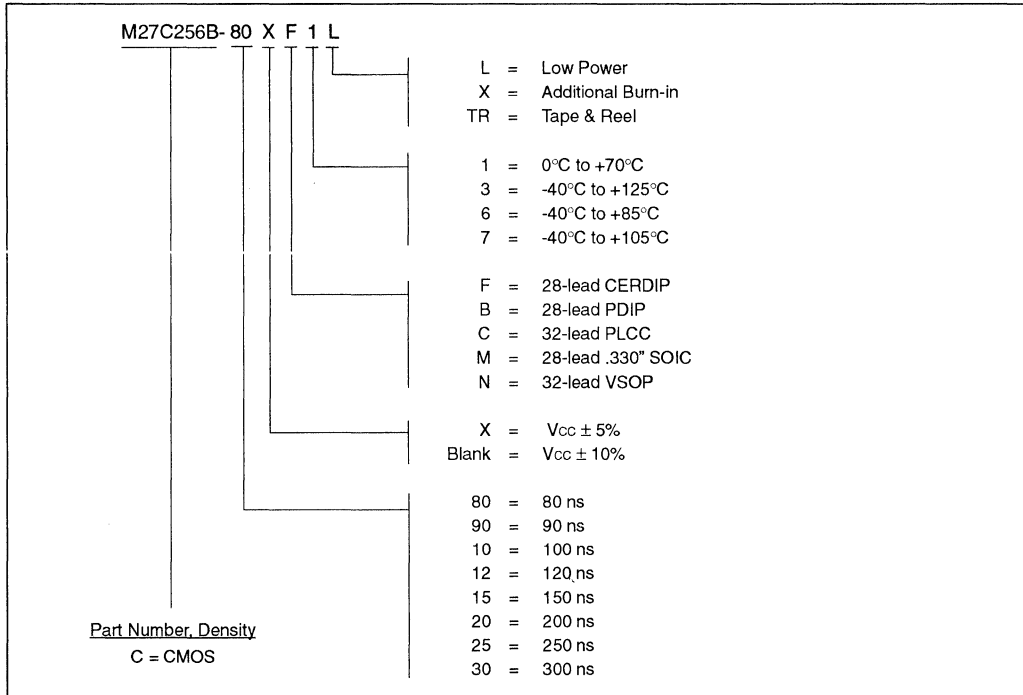 M27C256B- 80 X F 1 L
L = Low Power
X = Additional Burn-in
TR = Tape & Reel
1 = 0°C to +70°C
3 = -40°C to +125°C
6 = -40°C to +85°C
7 = -40°C to +105°C
F = 28-lead CERDIP
B = 28-lead PDIP
C = 32-lead PLCC
M = 28-lead .330" SOIC
N = 32-lead VSOP
X = Vcc ± 5%
Blank = Vcc ± 10%
80 = 80 ns
90 = 90 ns
10 = 100 ns
12 = 120 ns
15 = 150 ns
20 = 200 ns
25 = 250 ns
30 = 300 ns
Part Number, Density
C = CMOS